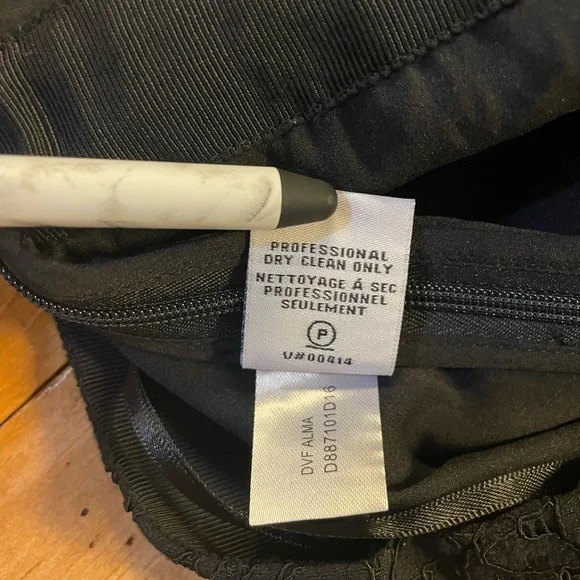 PROFESSIONAL
DRY CLEAN ONLY
NETTOYAGE Á SEC
PROFESSIONNEL
SEULEMENT
P
U#00414
DVF ALMA
D887101D16